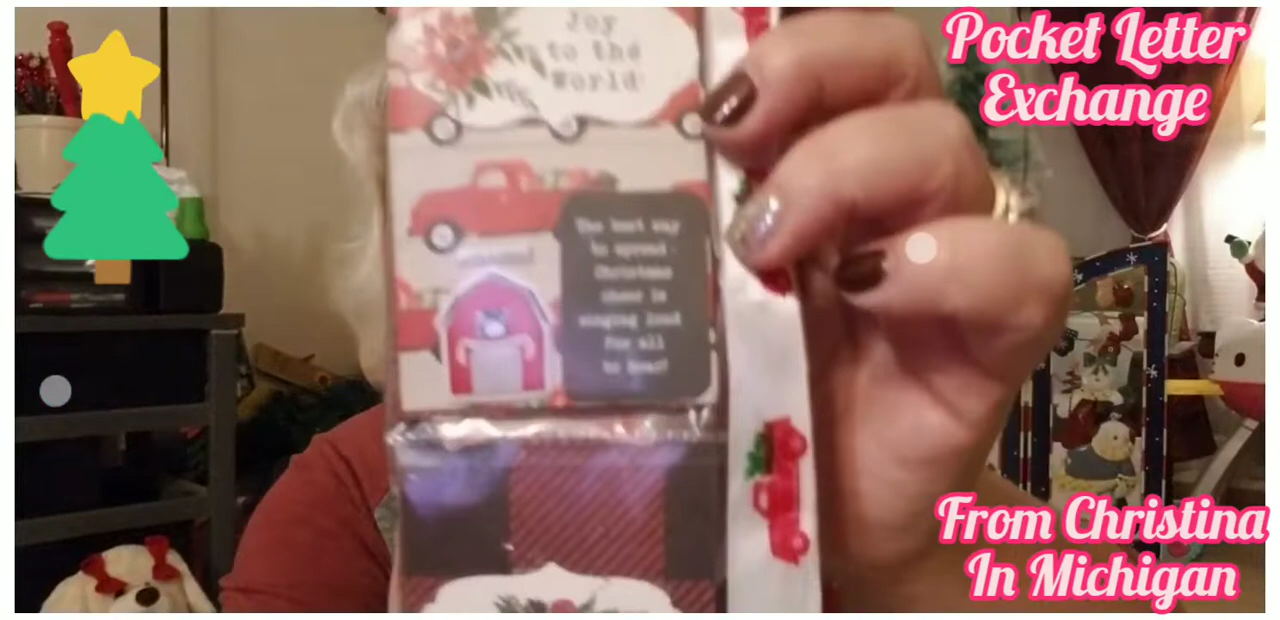 Pocket Letter
Exchange
Joy
to the
World
The best way
to spread
Christmas
cheer is
singing loud
for all
to hear!
From Christina
In Michigan